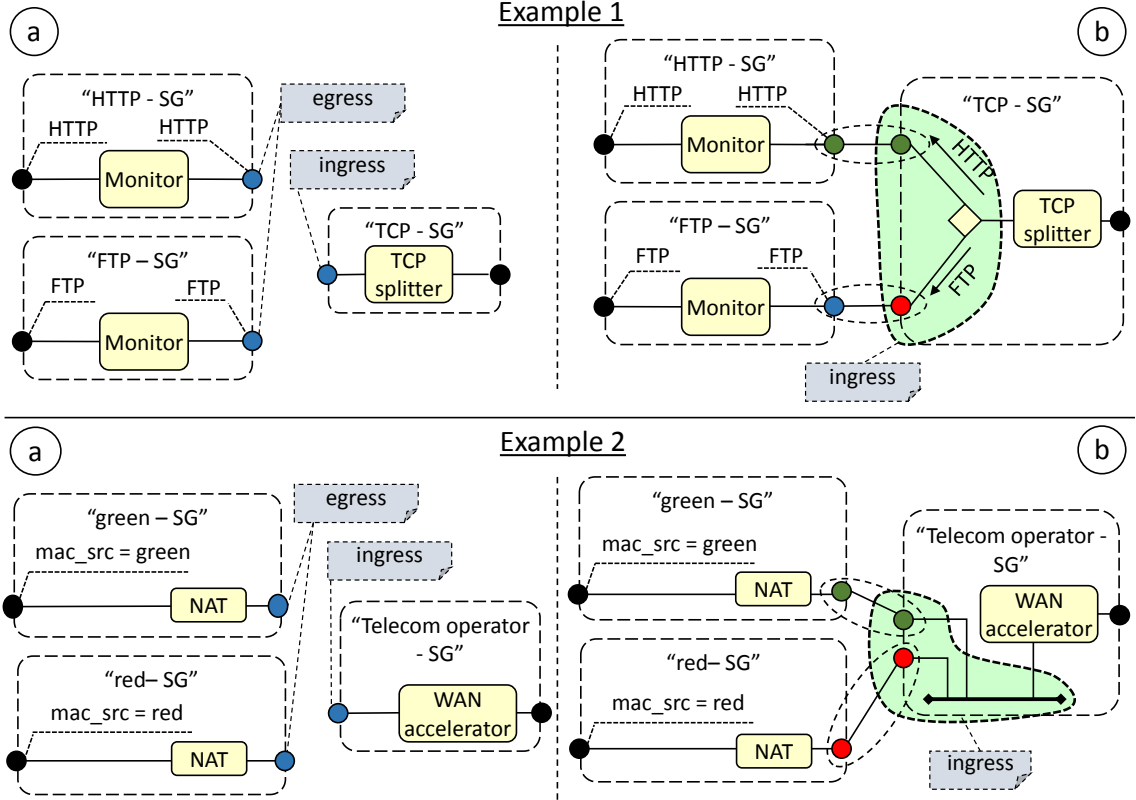 Example 1
a
"HTTP - SG"
HTTP
HTTP
Monitor
egress
ingress
"FTP – SG"
FTP
FTP
Monitor
"TCP - SG"
TCP
splitter
b
"HTTP - SG"
HTTP
HTTP
Monitor
"FTP – SG"
FTP
FTP
Monitor
"TCP - SG"
HTTP
FTP
TCP
splitter
ingress
Example 2
a
"green – SG"
mac_src = green
NAT
egress
ingress
"red– SG"
mac_src = red
NAT
"Telecom operator
- SG"
WAN
accelerator
b
"green – SG"
mac_src = green
NAT
"red– SG"
mac_src = red
NAT
"Telecom operator -
SG"
WAN
accelerator
ingress